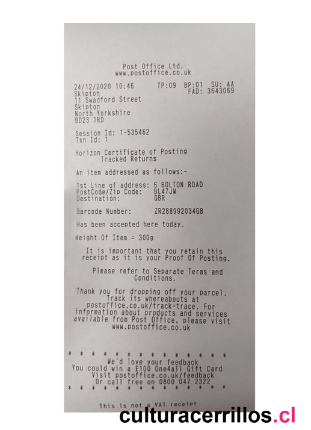 Post Office Ltd.
www.postoffice.co.uk
24/12/2020 10:46 TP:09 BP:01 SU: AA
Skipton FAD: 3643069
11 Swadford Street
Skipton
North Yorkshire
BD23 1RD
Session Id: 1-535462
Txn Id: 1
Horizon Certificate of Posting
Tracked Returns
An item addressed as follows:-
1st Line of address: 6 BOLTON ROAD
PostCode/Zip Code: GL47JW
Destination: GBR
Barcode Number: ZR268992034GB
Has been accepted here today.
Weight Of Item = 300g
It is important that you retain this
receipt as it is your Proof Of Posting.
Please refer to Separate Terms and
Conditions.
Thank you for dropping off your parcel.
Track its whereabouts at
postoffice.co.uk/track-trace. For
information about products and services
available from Post Office, please visit
www.postoffice.co.uk
* * * * * * * * * * * * *
We'd love your feedback
You could win a £100 One4all Gift Card
Visit postoffice.co.uk/feedback
Or call free on 0800 047 2322
* * * * * * * * * * * * *
This is not a VAT receipt
culturacerrillos.cl